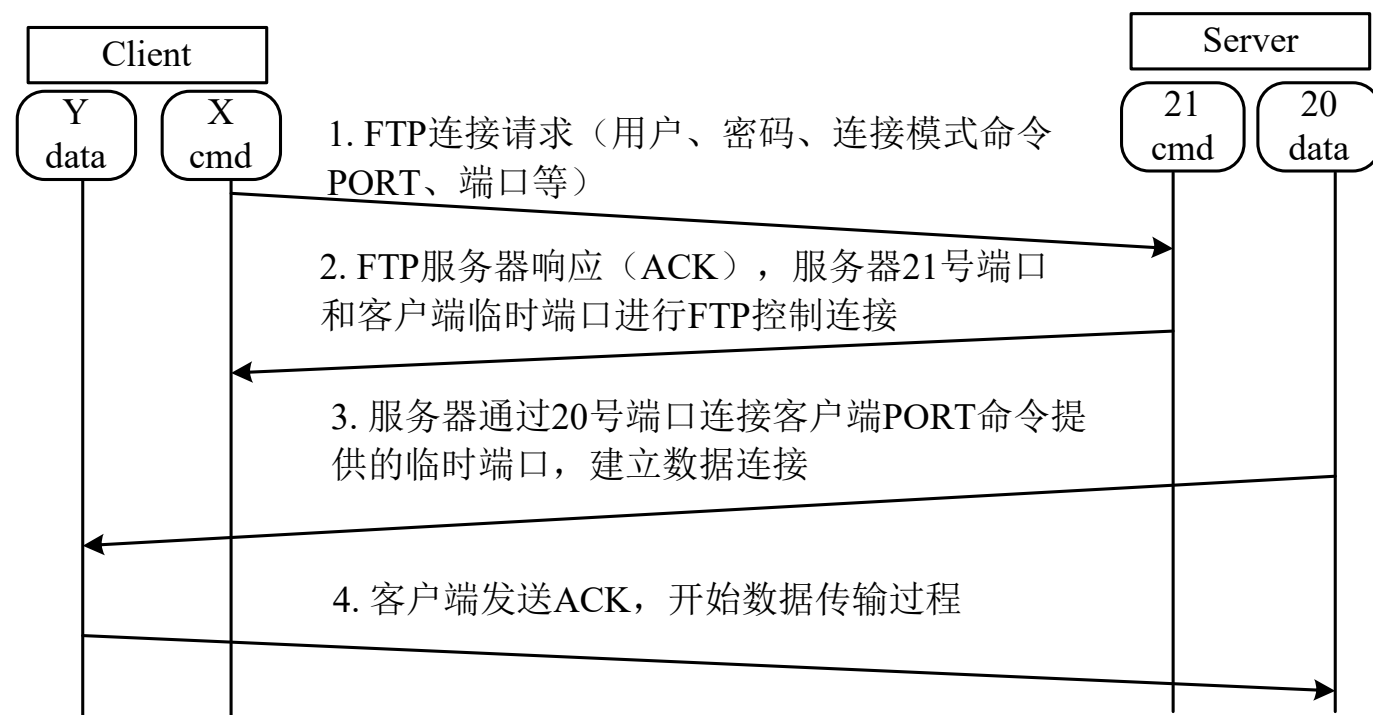 Client
Server
Y
data
X
cmd
21
cmd
20
data
1. FTP连接请求（用户、密码、连接模式命令
PORT、端口等）
2. FTP服务器响应（ACK），服务器21号端口
和客户端临时端口进行FTP控制连接
3. 服务器通过20号端口连接客户端PORT命令提
供的临时端口，建立数据连接
4. 客户端发送ACK，开始数据传输过程